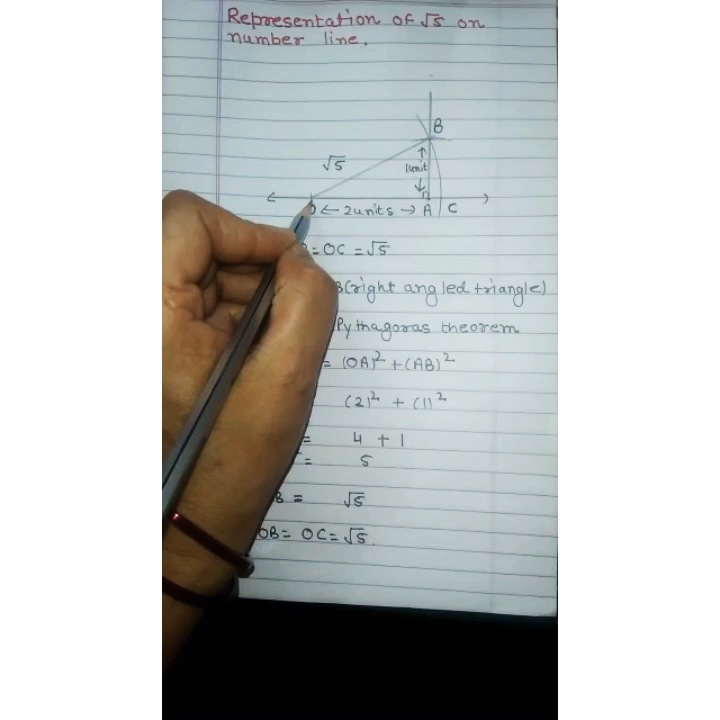 Representation of √5 on
number line.
B
√5
1unit
← 2units → A C
= OC = √5
B(right angled triangle)
Pythagoras theorem
= (OA)² + (AB)²
(2)² + (1)²
= 4 + 1
= 5
B = √5
OB = OC = √5